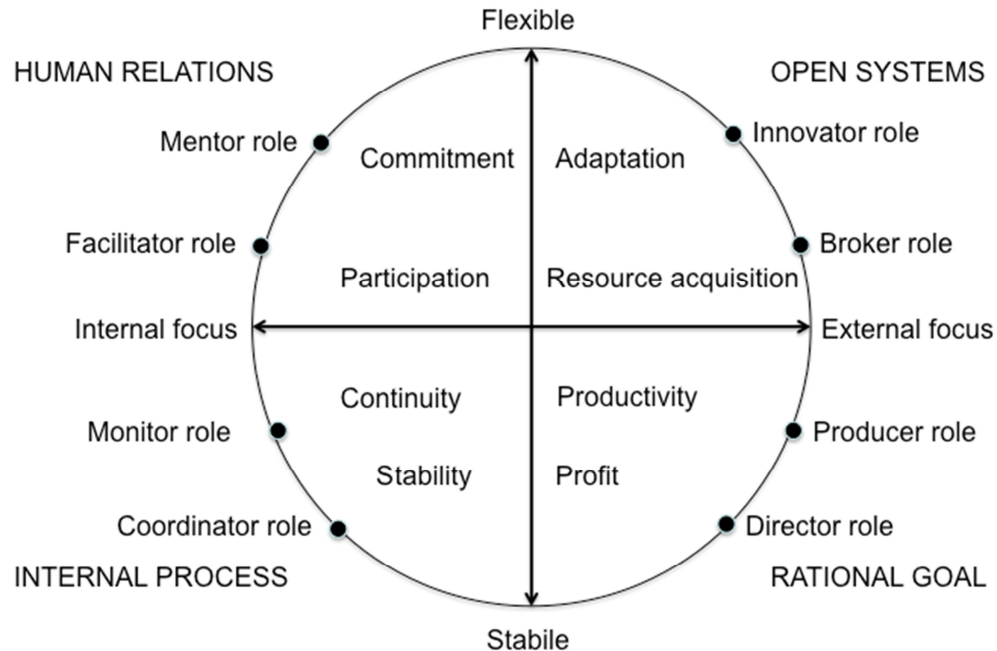 Flexible
HUMAN RELATIONS
OPEN SYSTEMS
Mentor role
Innovator role
Commitment
Adaptation
Facilitator role
Broker role
Participation
Resource acquisition
Internal focus
External focus
Continuity
Productivity
Monitor role
Producer role
Stability
Profit
Coordinator role
Director role
INTERNAL PROCESS
RATIONAL GOAL
Stabile